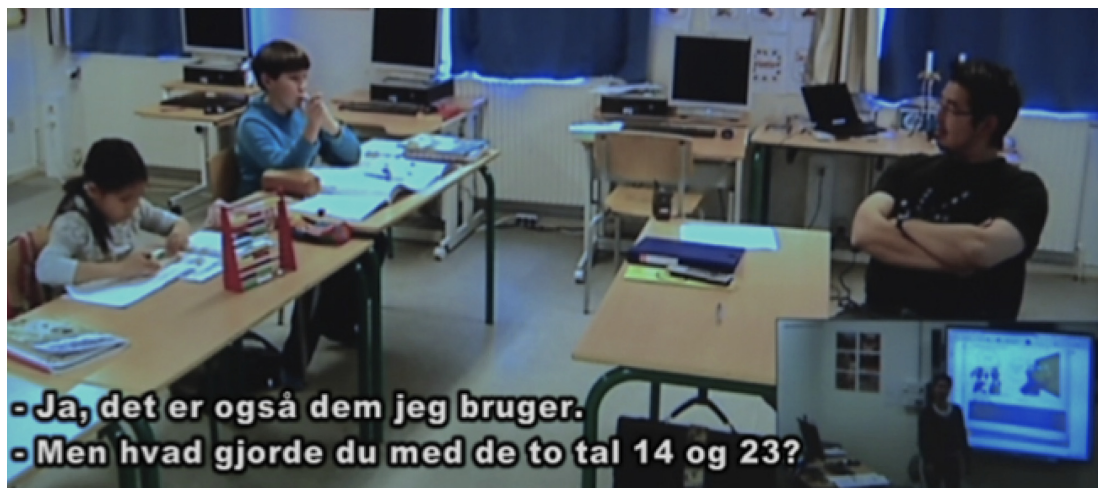 - Ja, det er også dem jeg bruger.
- Men hvad gjorde du med de to tal 14 og 23?